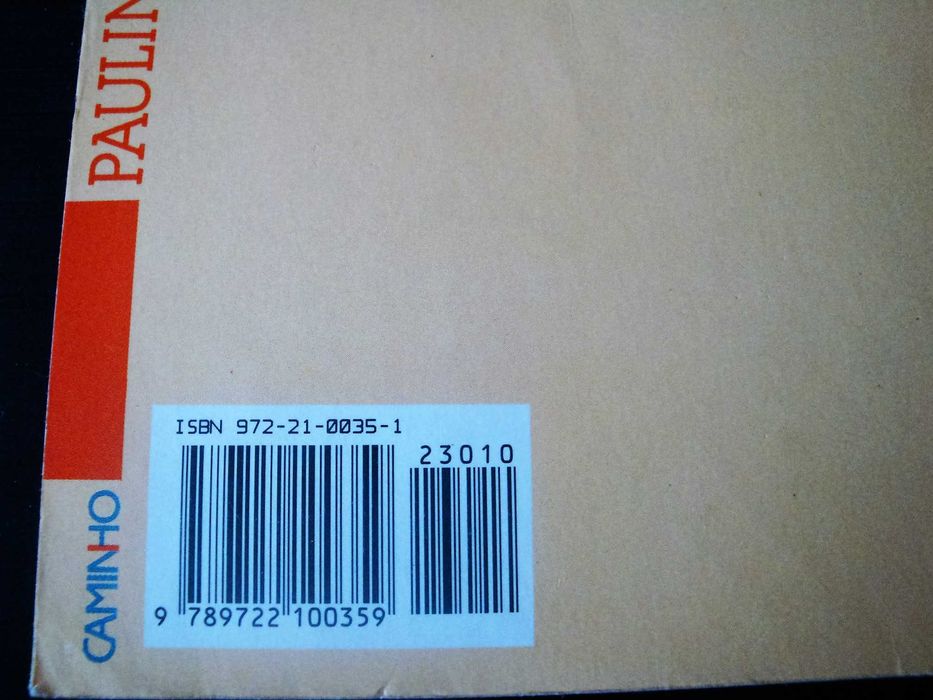 PAULIN
CAMINHO
ISBN 972-21-0035-1
23010
9 789722 100359